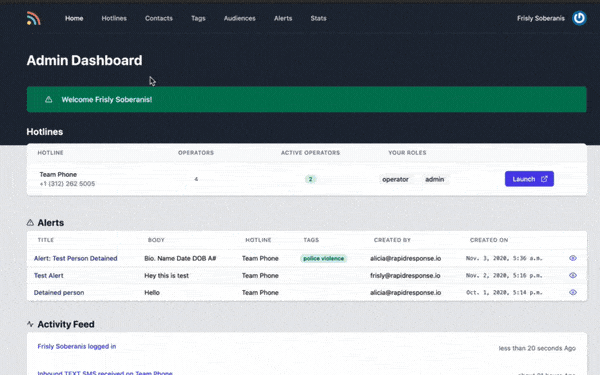 Home Hotlines Contacts Tags Audiences Alerts Stats Frisly Soberanis
Admin Dashboard
Welcome Frisly Soberanis!
Hotlines
HOTLINE OPERATORS ACTIVE OPERATORS YOUR ROLES
Team Phone
+1 (312) 262 5005
4 2 operator admin Launch
Alerts
TITLE BODY HOTLINE TAGS CREATED BY CREATED ON
Alert: Test Person Detained Bio. Name Date DOB A# Team Phone police violence alicia@rapidresponse.io Nov. 3, 2020, 5:36 a.m.
Test Alert Hey this is test Team Phone frisly@rapidresponse.io Nov. 2, 2020, 5:16 p.m.
Detained person Hello Team Phone alicia@rapidresponse.io Oct. 1, 2020, 5:14 p.m.
Activity Feed
Frisly Soberanis logged in less than 20 seconds Ago
Inbound TEXT SMS received on Team Phone